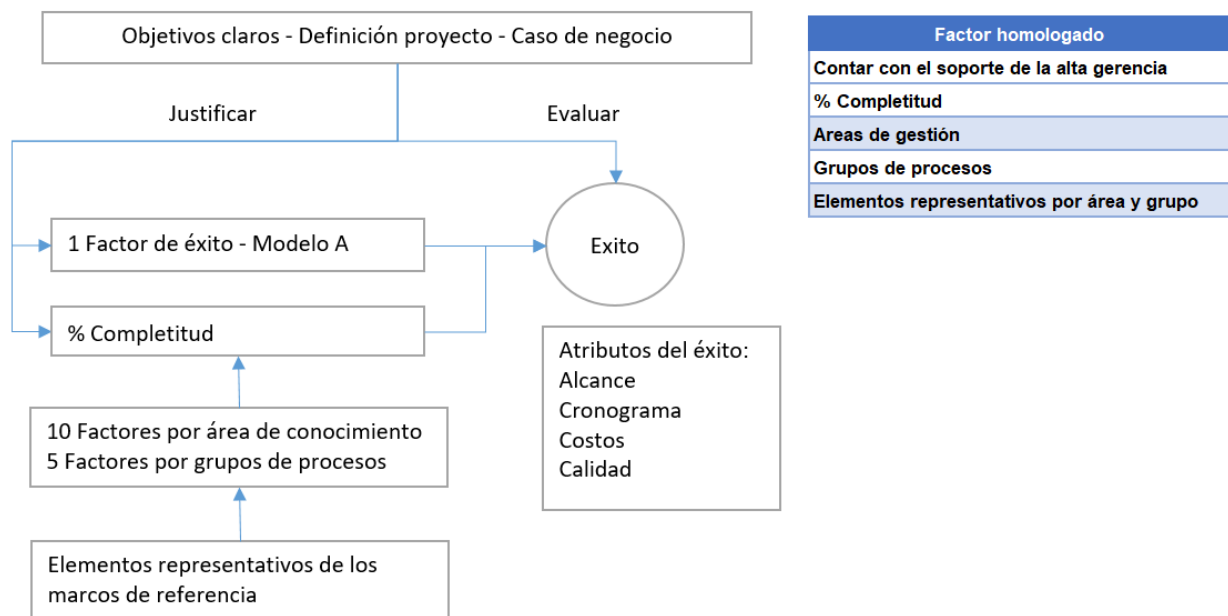 Objetivos claros - Definición proyecto - Caso de negocio
Justificar
Evaluar
1 Factor de éxito - Modelo A
% Completitud
Exito
10 Factores por área de conocimiento
5 Factores por grupos de procesos
Elementos representativos de los
marcos de referencia
Atributos del éxito:
Alcance
Cronograma
Costos
Calidad
Factor homologado
Contar con el soporte de la alta gerencia
% Completitud
Areas de gestión
Grupos de procesos
Elementos representativos por área y grupo